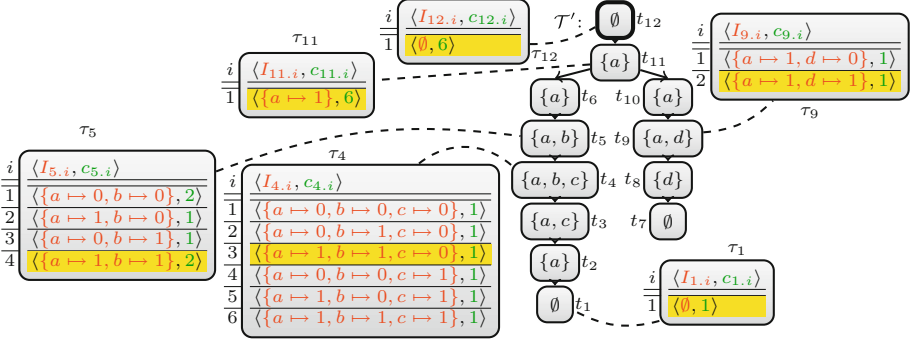 i ⟨I₁₂.ᵢ, c₁₂.ᵢ⟩
1 ⟨∅, 6⟩
τ₁₂
𝒯′: ∅ t₁₂
τ₁₁
i ⟨I₁₁.ᵢ, c₁₁.ᵢ⟩
1 ⟨{a ↦ 1}, 6⟩
i ⟨I₉.ᵢ, c₉.ᵢ⟩
1 ⟨{a ↦ 1, d ↦ 0}, 1⟩
2 ⟨{a ↦ 1, d ↦ 1}, 1⟩
τ₉
{a} t₁₁
{a} t₆ t₁₀ {a}
{a, b} t₅ t₉ {a, d}
{a, b, c} t₄ t₈ {d}
{a, c} t₃ t₇ ∅
{a} t₂
∅ t₁
τ₅
i ⟨I₅.ᵢ, c₅.ᵢ⟩
1 ⟨{a ↦ 0, b ↦ 0}, 2⟩
2 ⟨{a ↦ 1, b ↦ 0}, 1⟩
3 ⟨{a ↦ 0, b ↦ 1}, 1⟩
4 ⟨{a ↦ 1, b ↦ 1}, 2⟩
τ₄
i ⟨I₄.ᵢ, c₄.ᵢ⟩
1 ⟨{a ↦ 0, b ↦ 0, c ↦ 0}, 1⟩
2 ⟨{a ↦ 0, b ↦ 1, c ↦ 0}, 1⟩
3 ⟨{a ↦ 1, b ↦ 1, c ↦ 0}, 1⟩
4 ⟨{a ↦ 0, b ↦ 0, c ↦ 1}, 1⟩
5 ⟨{a ↦ 1, b ↦ 0, c ↦ 1}, 1⟩
6 ⟨{a ↦ 1, b ↦ 1, c ↦ 1}, 1⟩
τ₁
i ⟨I₁.ᵢ, c₁.ᵢ⟩
1 ⟨∅, 1⟩